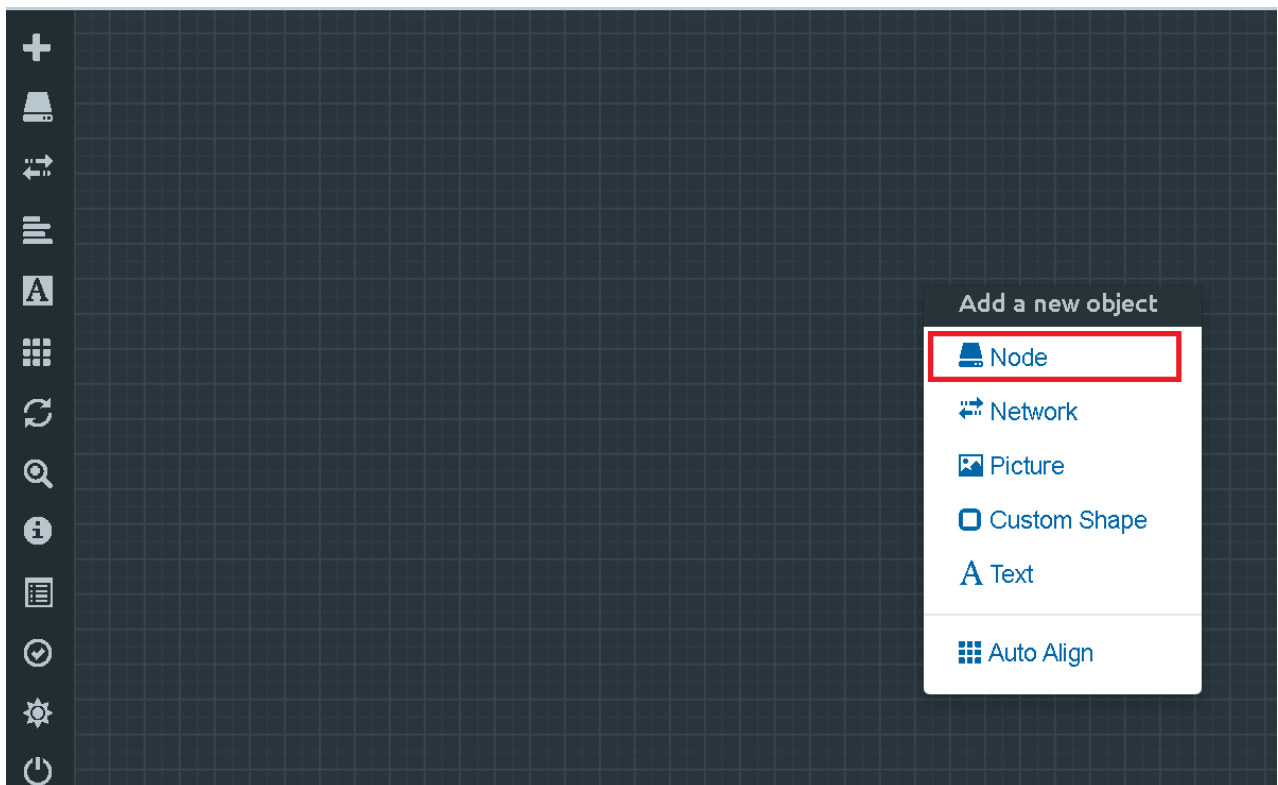 Add a new object
Node
Network
Picture
Custom Shape
A Text
Auto Align
A